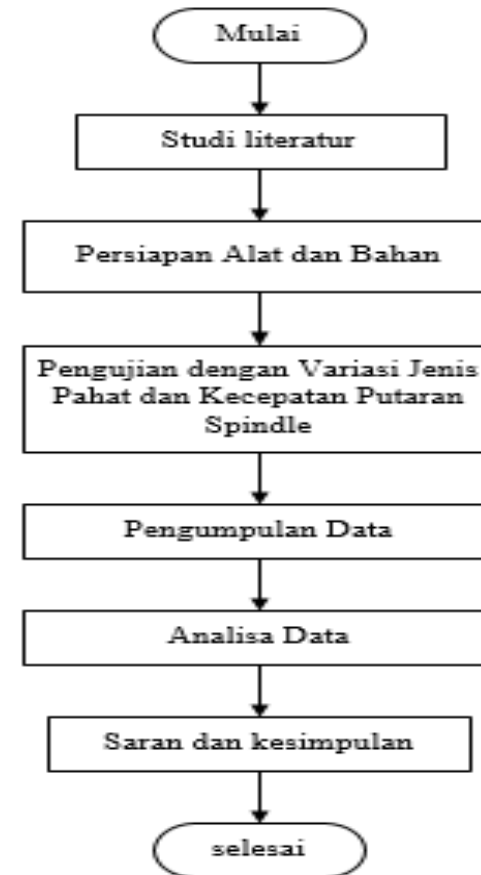 Mulai
Studi literatur
Persiapan Alat dan Bahan
Pengujian dengan Variasi Jenis
Pahat dan Kecepatan Putaran
Spindle
Pengumpulan Data
Analisa Data
Saran dan kesimpulan
selesai